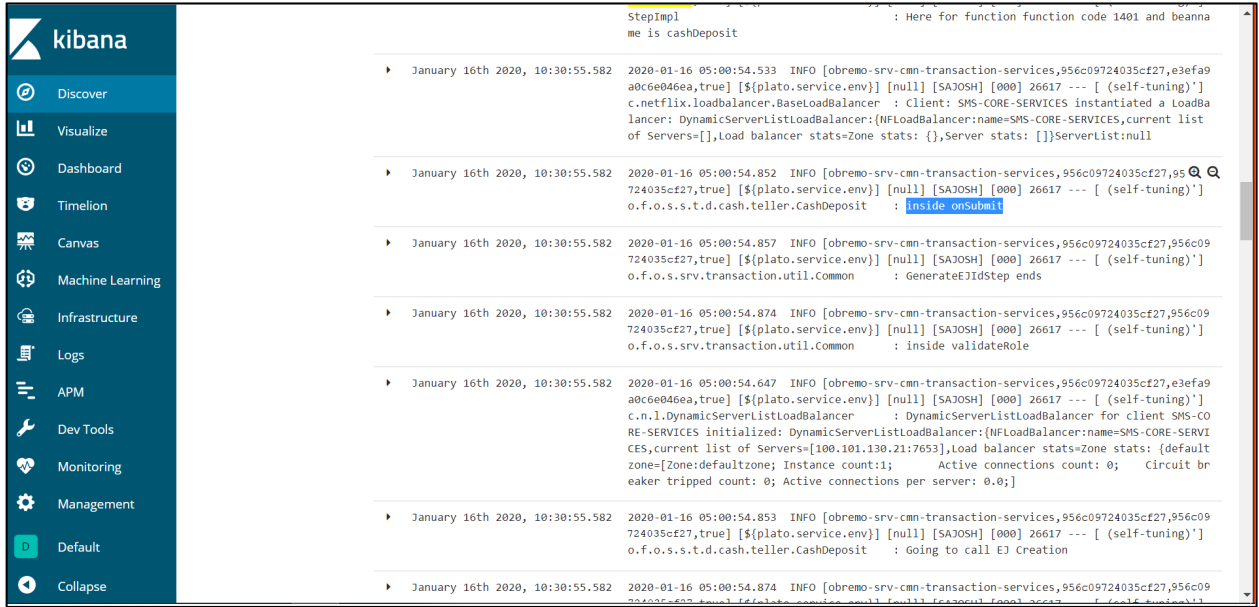 kibana
Discover
Visualize
Dashboard
Timelion
Canvas
Machine Learning
Infrastructure
Logs
APM
Dev Tools
Monitoring
Management
D Default
Collapse
StepImpl : Here for function function code 1401 and beanna
me is cashDeposit
January 16th 2020, 10:30:55.582 2020-01-16 05:00:54.533 INFO [obremo-srv-cmn-transaction-services,956c09724035cf27,e3efa9
a0c6e046ea,true] [${plato.service.env}] [null] [SAJOSH] [000] 26617 --- [ (self-tuning)']
c.netflix.loadbalancer.BaseLoadBalancer : Client: SMS-CORE-SERVICES instantiated a LoadBa
lancer: DynamicServerListLoadBalancer:{NFLoadBalancer:name=SMS-CORE-SERVICES,current list
of Servers=[],Load balancer stats=Zone stats: {},Server stats: []}ServerList:null
January 16th 2020, 10:30:55.582 2020-01-16 05:00:54.852 INFO [obremo-srv-cmn-transaction-services,956c09724035cf27,95
724035cf27,true] [${plato.service.env}] [null] [SAJOSH] [000] 26617 --- [ (self-tuning)']
o.f.o.s.s.t.d.cash.teller.CashDeposit : inside onSubmit
January 16th 2020, 10:30:55.582 2020-01-16 05:00:54.857 INFO [obremo-srv-cmn-transaction-services,956c09724035cf27,956c09
724035cf27,true] [${plato.service.env}] [null] [SAJOSH] [000] 26617 --- [ (self-tuning)']
o.f.o.s.srv.transaction.util.Common : GenerateEJIdStep ends
January 16th 2020, 10:30:55.582 2020-01-16 05:00:54.874 INFO [obremo-srv-cmn-transaction-services,956c09724035cf27,956c09
724035cf27,true] [${plato.service.env}] [null] [SAJOSH] [000] 26617 --- [ (self-tuning)']
o.f.o.s.srv.transaction.util.Common : inside validateRole
January 16th 2020, 10:30:55.582 2020-01-16 05:00:54.647 INFO [obremo-srv-cmn-transaction-services,956c09724035cf27,e3efa9
a0c6e046ea,true] [${plato.service.env}] [null] [SAJOSH] [000] 26617 --- [ (self-tuning)']
c.n.l.DynamicServerListLoadBalancer : DynamicServerListLoadBalancer for client SMS-CO
RE-SERVICES initialized: DynamicServerListLoadBalancer:{NFLoadBalancer:name=SMS-CORE-SERVI
CES,current list of Servers=[100.101.130.21:7653],Load balancer stats=Zone stats: {default
zone=[Zone:defaultzone; Instance count:1; Active connections count: 0; Circuit br
eaker tripped count: 0; Active connections per server: 0.0;]
January 16th 2020, 10:30:55.582 2020-01-16 05:00:54.853 INFO [obremo-srv-cmn-transaction-services,956c09724035cf27,956c09
724035cf27,true] [${plato.service.env}] [null] [SAJOSH] [000] 26617 --- [ (self-tuning)']
o.f.o.s.s.t.d.cash.teller.CashDeposit : Going to call EJ Creation
January 16th 2020, 10:30:55.582 2020-01-16 05:00:54.874 INFO [obremo-srv-cmn-transaction-services,956c09724035cf27,956c09